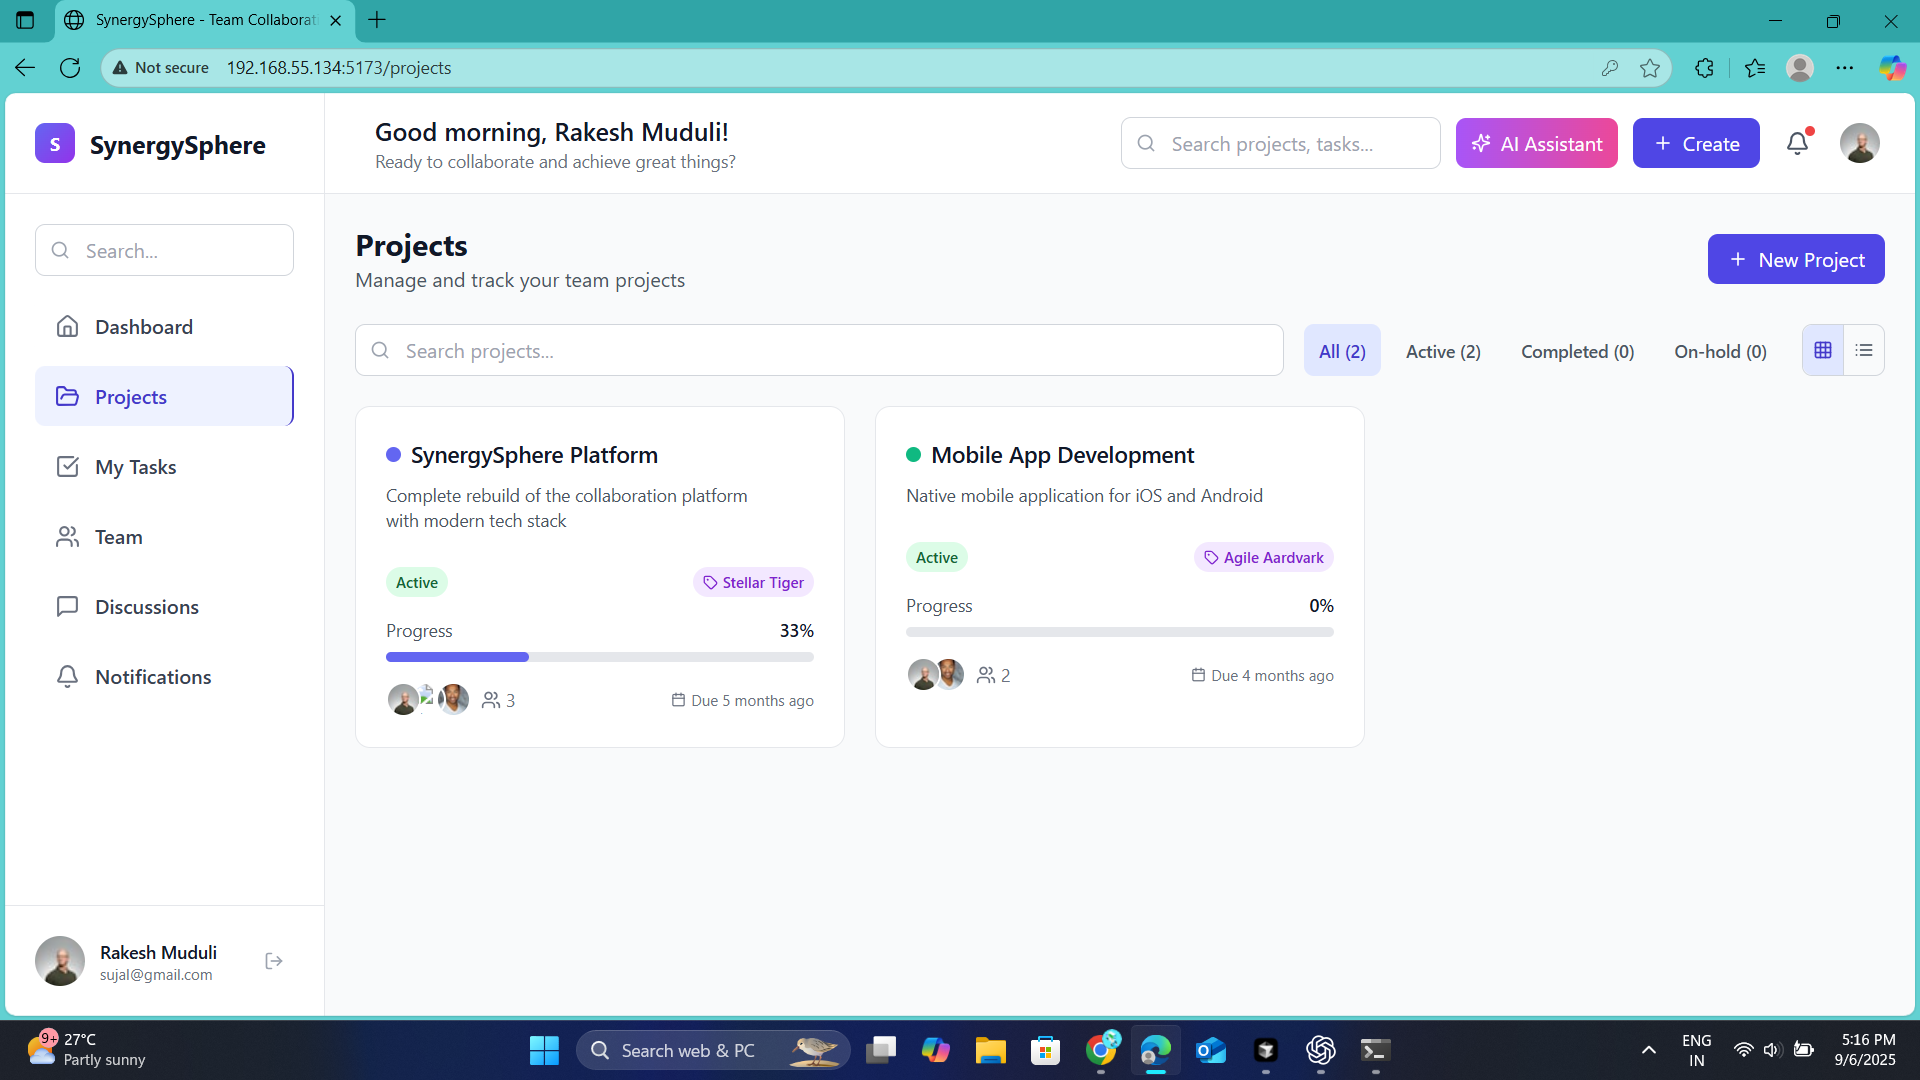 SynergySphere - Team Collaborati
Not secure
192.168.55.134:5173/projects
S
SynergySphere
Good morning, Rakesh Muduli!
Ready to collaborate and achieve great things?
Search projects, tasks...
AI Assistant
Create
Search...
Dashboard
Projects
My Tasks
Team
Discussions
Notifications
Rakesh Muduli
sujal@gmail.com
Projects
Manage and track your team projects
New Project
Search projects...
All (2)
Active (2)
Completed (0)
On-hold (0)
SynergySphere Platform
Complete rebuild of the collaboration platform
with modern tech stack
Active
Stellar Tiger
Progress
33%
3
Due 5 months ago
Mobile App Development
Native mobile application for iOS and Android
Active
Agile Aardvark
Progress
0%
2
Due 4 months ago
9+
27°C
Partly sunny
Search web & PC
ENG
IN
5:16 PM
9/6/2025